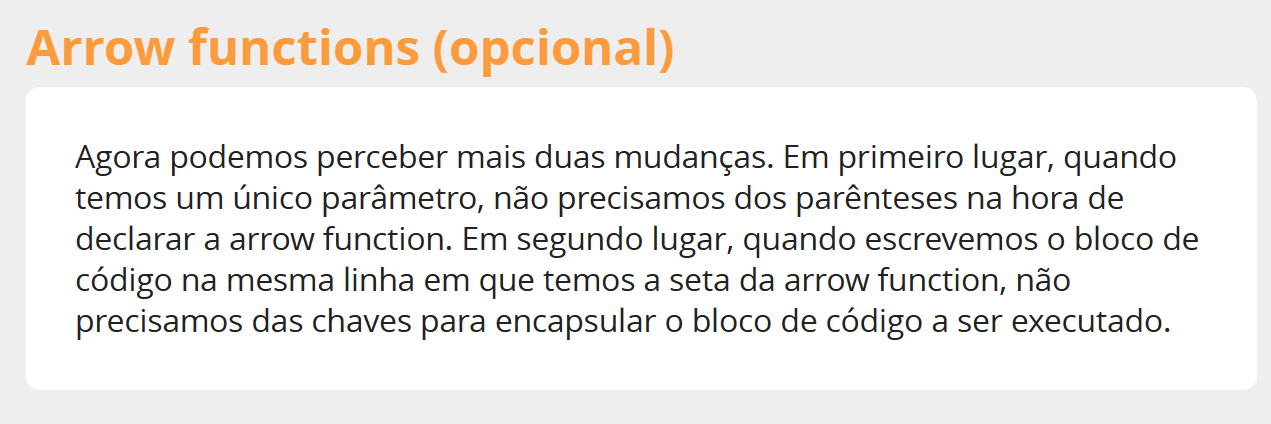 Arrow functions (opcional)
Agora podemos perceber mais duas mudanças. Em primeiro lugar, quando
temos um único parâmetro, não precisamos dos parênteses na hora de
declarar a arrow function. Em segundo lugar, quando escrevemos o bloco de
código na mesma linha em que temos a seta da arrow function, não
precisamos das chaves para encapsular o bloco de código a ser executado.